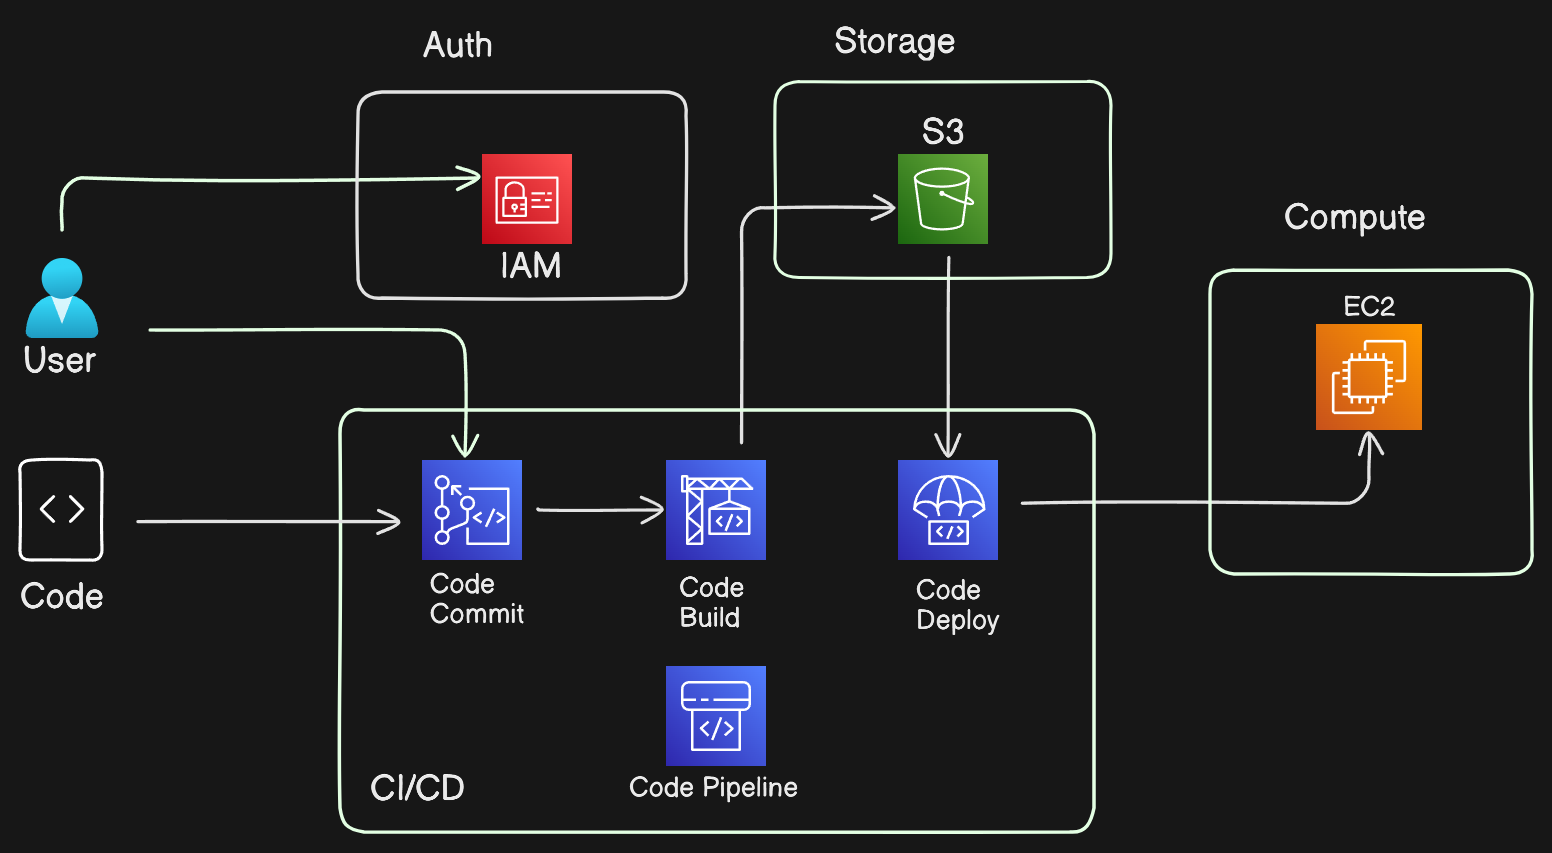 Auth
Storage
S3
IAM
Compute
EC2
User
Code
Code
Commit
Code
Build
Code
Deploy
Code Pipeline
CI/CD